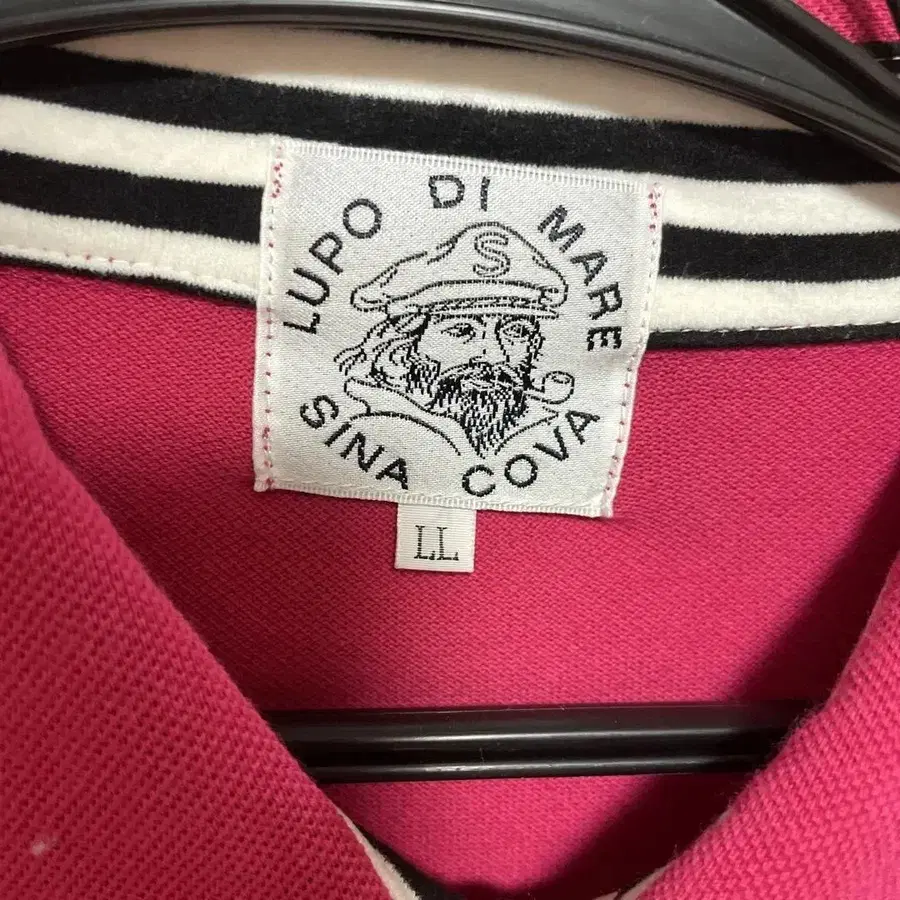 LUPO DI MARE
S
SINA COVA
LL